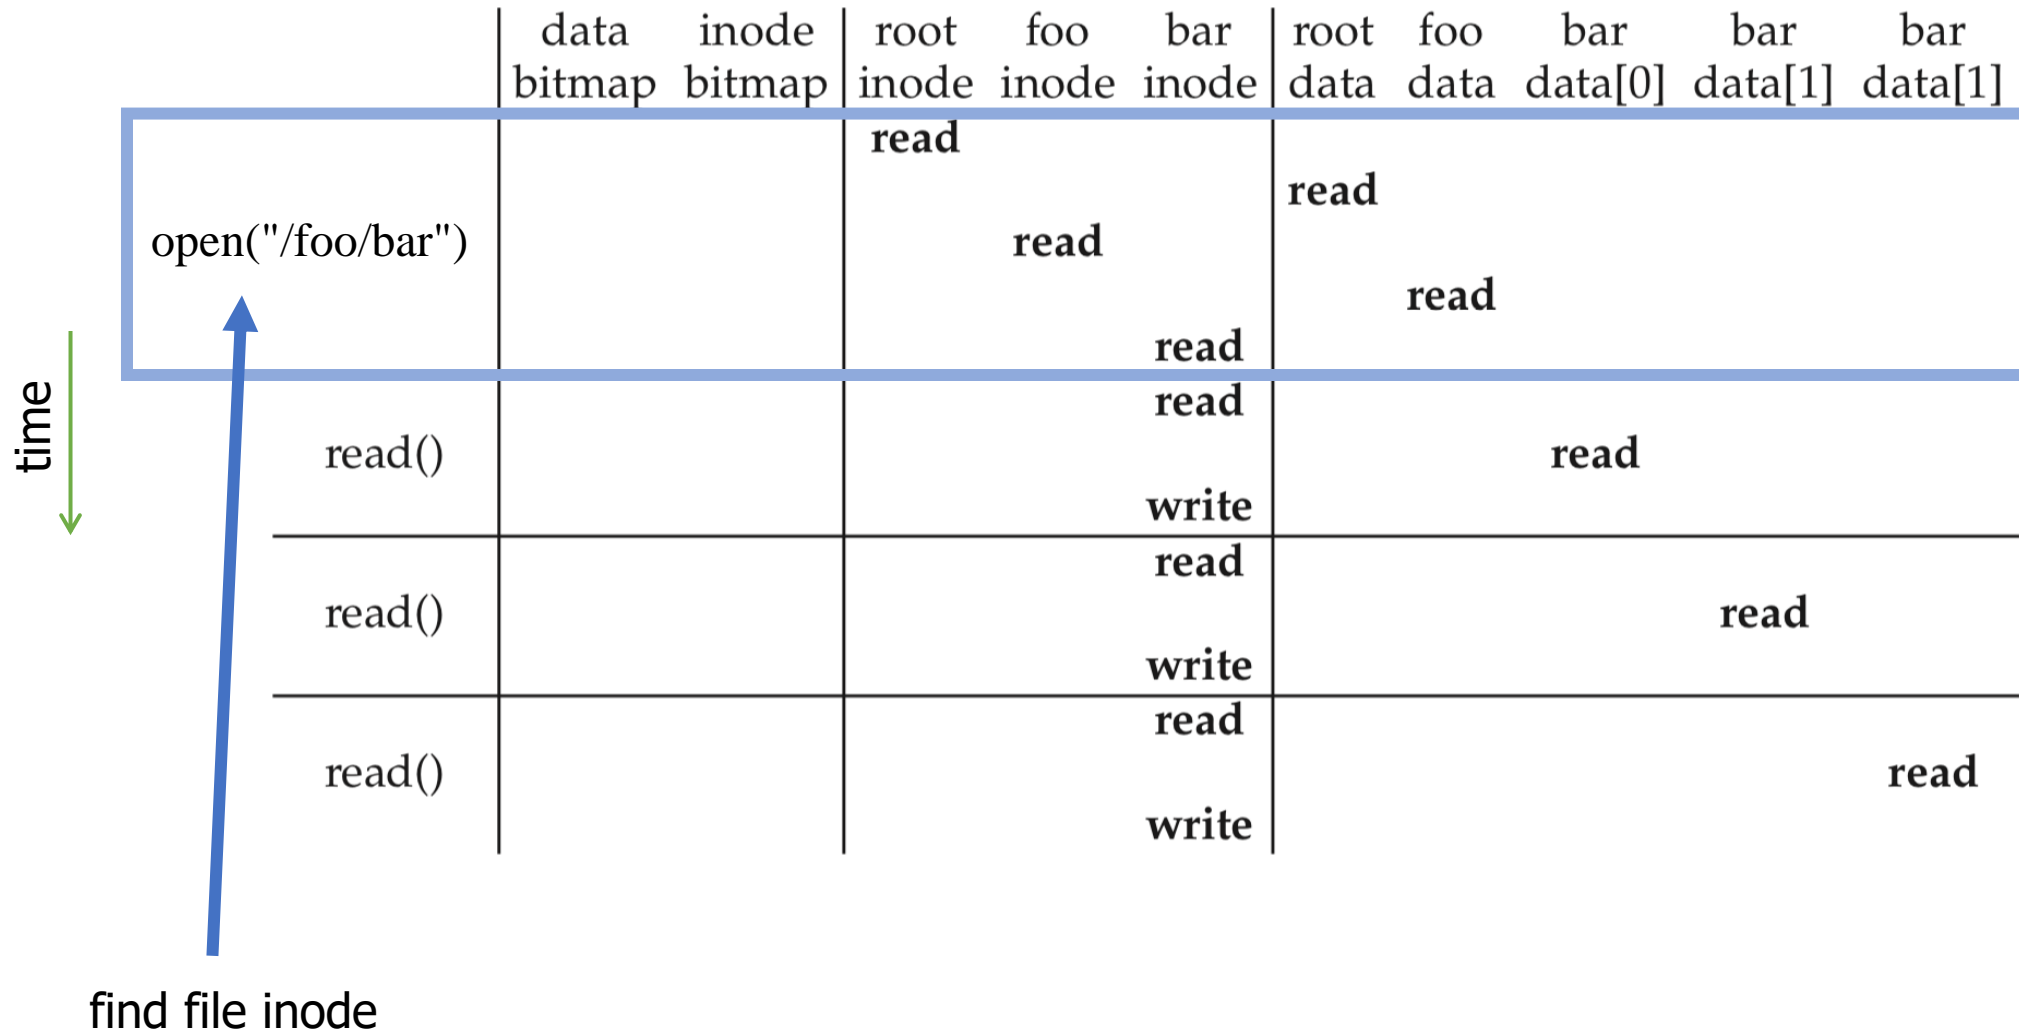 data inode root foo bar root foo bar bar bar
bitmap bitmap inode inode inode data data data[0] data[1] data[1]
read
read
open("/foo/bar") read
read
read
time
read
read() read
write
read
read() read
write
read
read() read
write
find file inode